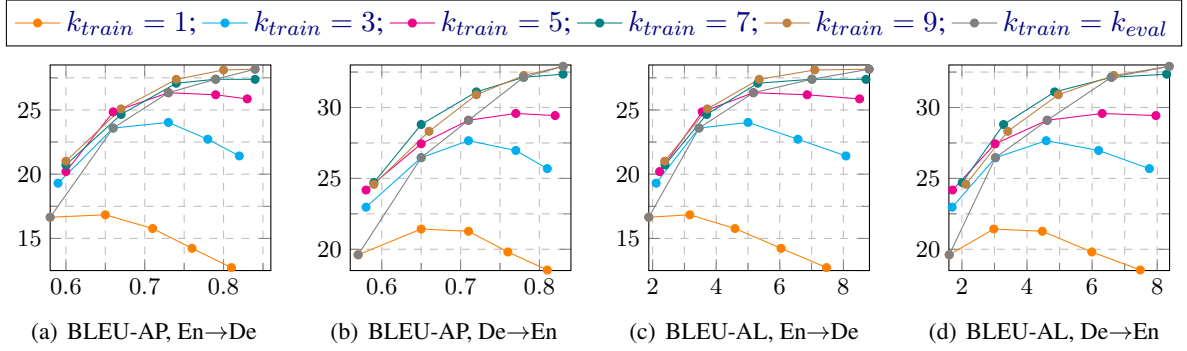 k_train = 1; k_train = 3; k_train = 5; k_train = 7; k_train = 9; k_train = k_eval
25
20
15
0.6 0.7 0.8
(a) BLEU-AP, En→De
30
25
20
0.6 0.7 0.8
(b) BLEU-AP, De→En
25
20
15
2 4 6 8
(c) BLEU-AL, En→De
30
25
20
2 4 6 8
(d) BLEU-AL, De→En